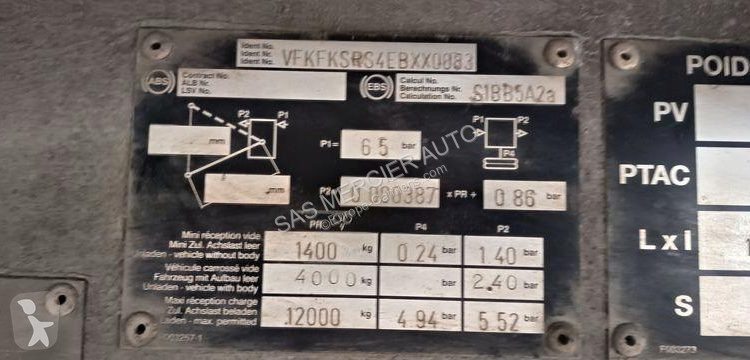 Ident No.
Ident No.
Ident No.
VFKFKSRS4EBXX0083
ABS
Contract No.
ALB Nr.
LSV No.
EBS
Calcul No.
Berechnungs Nr.
Calculation No.
S1BB5A2a
P2 P1
mm
mm
P1= 6.5 bar
P1 P2
P4
P2 0.000387 x PR + 0.86 bar
PR P4 P2
Mini réception vide
Mini Zul. Achslast leer
Unladen - vehicle without body
1400 kg 0.24 bar 1.40 bar
Véhicule carrossé vide
Fahrzeug mit Aufbau leer
Unladen - vehicle with body
4000 kg bar 2.40 bar
Maxi réception charge
Zul. Achslast beladen
Laden - max. permitted
12000 kg 4.94 bar 5.52 bar
POID
PV
PTAC
L x l
S
SAS MERCIER AUTO